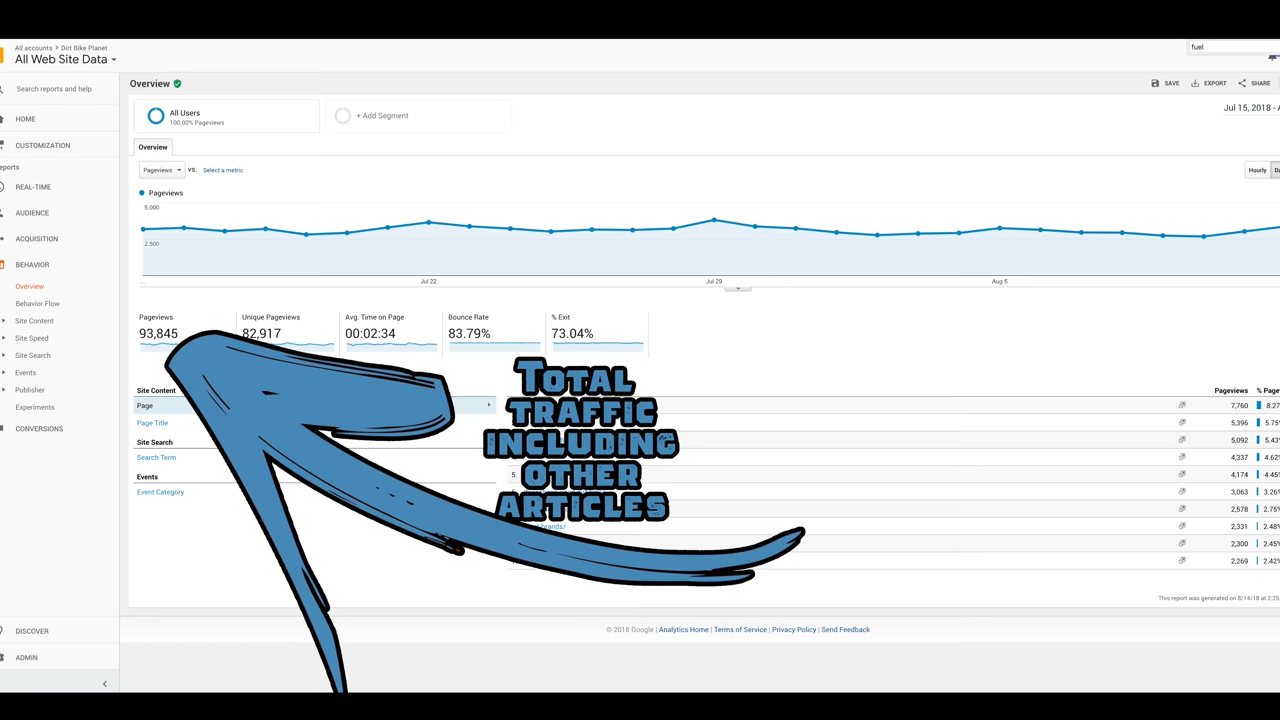 All accounts > Dirt Bike Planet
All Web Site Data
fuel
Search reports and help
Overview
SAVE
EXPORT
SHARE
All Users
100.00% Pageviews
+ Add Segment
Jul 15, 2018 -
HOME
CUSTOMIZATION
Overview
Pageviews
VS.
Select a metric
Hourly
REAL-TIME
Pageviews
AUDIENCE
5,000
ACQUISITION
2,500
BEHAVIOR
Overview
Jul 22
Jul 29
Aug 5
Behavior Flow
Site Content
Site Speed
Site Search
Events
Publisher
Experiments
CONVERSIONS
Pageviews
Unique Pageviews
Avg. Time on Page
Bounce Rate
% Exit
93,845
82,917
00:02:34
83.79%
73.04%
Total
traffic
including
other
articles
Site Content
Page
Page Title
Site Search
Search Term
Events
Event Category
5.
brands/
Pageviews
7,760
5,396
5,092
4,337
4,174
3,063
2,578
2,331
2,300
2,269
% Page
8.27
5.75%
5.43%
4.62%
4.45%
3.26%
2.75%
2.48%
2.45%
2.42%
This report was generated on 8/14/18 at 2:25
DISCOVER
© 2018 Google | Analytics Home | Terms of Service | Privacy Policy | Send Feedback
ADMIN